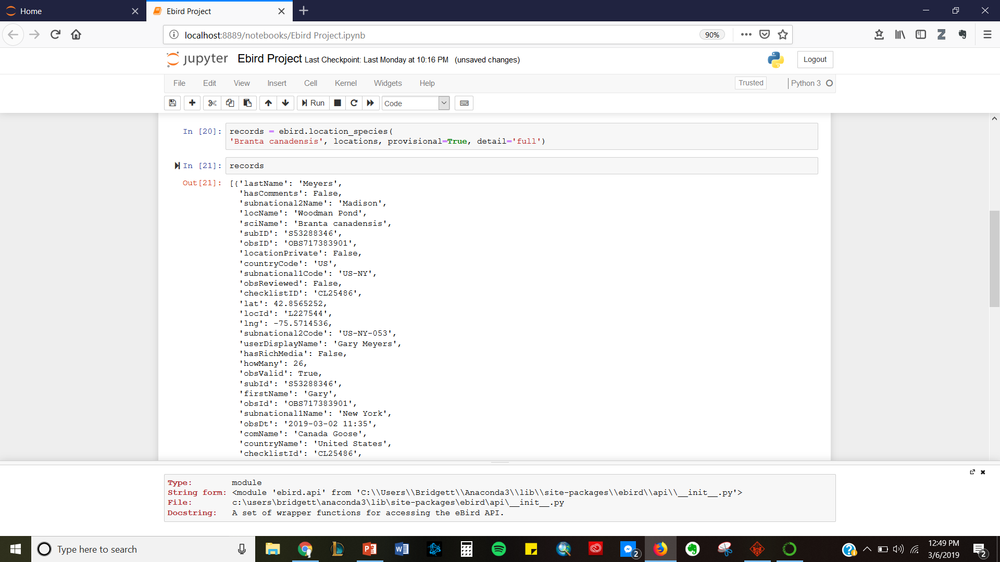 Home
Ebird Project
localhost:8889/notebooks/Ebird Project.ipynb
90%
jupyter Ebird Project Last Checkpoint: Last Monday at 10:16 PM (unsaved changes)
Logout
File Edit View Insert Cell Kernel Widgets Help
Trusted
Python 3
Run
Code
In [20]: records = ebird.location_species(
'Branta canadensis', locations, provisional=True, detail='full')
In [21]: records
Out[21]: [{'lastName': 'Meyers',
'hasComments': False,
'subnational2Name': 'Madison',
'locName': 'Woodman Pond',
'sciName': 'Branta canadensis',
'subID': 'S53288346',
'obsID': 'OBS717383901',
'locationPrivate': False,
'countryCode': 'US',
'subnational1Code': 'US-NY',
'obsReviewed': False,
'checklistID': 'CL25486',
'lat': 42.8565252,
'locId': 'L227544',
'lng': -75.5714536,
'subnational2Code': 'US-NY-053',
'userDisplayName': 'Gary Meyers',
'hasRichMedia': False,
'howMany': 26,
'obsValid': True,
'subId': 'S53288346',
'firstName': 'Gary',
'obsId': 'OBS717383901',
'subnational1Name': 'New York',
'obsDt': '2019-03-02 11:35',
'comName': 'Canada Goose',
'countryName': 'United States',
'checklistId': 'CL25486',
Type: module
String form: <module 'ebird.api' from 'C:\\Users\\Bridgett\\Anaconda3\\lib\\site-packages\\ebird\\api\\__init__.py'>
File: c:\users\bridgett\anaconda3\lib\site-packages\ebird\api\__init__.py
Docstring: A set of wrapper functions for accessing the eBird API.
Type here to search
2
12:49 PM
3/6/2019
2